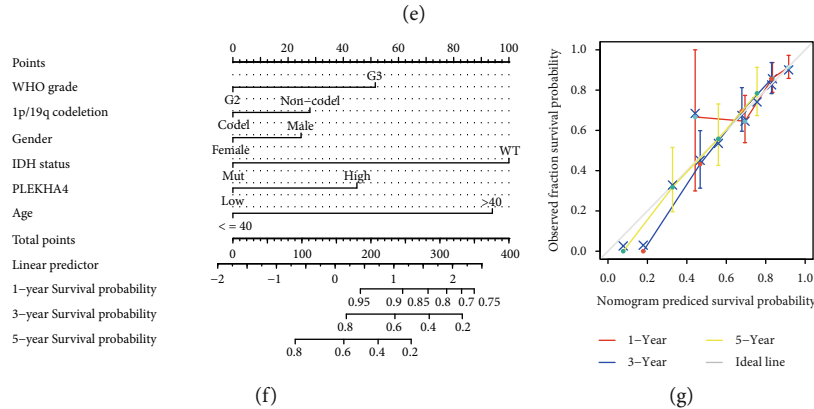 (e)
Points
0 20 40 60 80 100
WHO grade
G2 G3
1p/19q codeletion
Codel Non−codel
Gender
Female Male
IDH status
Mut WT
PLEKHA4
Low High
Age
<= 40 >40
Total points
0 100 200 300 400
Linear predictor
−2 −1 0 1 2
1-year Survival probability
0.95 0.9 0.85 0.8 0.7 0.75
3-year Survival probability
0.8 0.6 0.4 0.2
5-year Survival probability
0.8 0.6 0.4 0.2
(f)
Observed fraction survival probability
1.0
0.8
0.6
0.4
0.2
0.0
0.0 0.2 0.4 0.6 0.8 1.0
Nomogram prediced survival probability
1−Year 5−Year
3−Year Ideal line
(g)